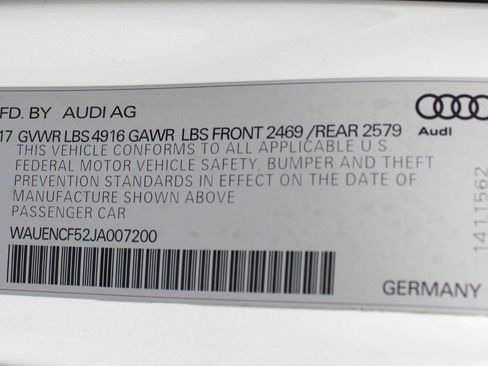 FD. BY AUDI AG
17 GVWR LBS 4916 GAWR LBS FRONT 2469 /REAR 2579
THIS VEHICLE CONFORMS TO ALL APPLICABLE U S
FEDERAL MOTOR VEHICLE SAFETY, BUMPER AND THEFT
PREVENTION STANDARDS IN EFFECT ON THE DATE OF
MANUFACTURE SHOWN ABOVE
PASSENGER CAR
WAUENCF52JA007200
Audi
1411562
GERMANY